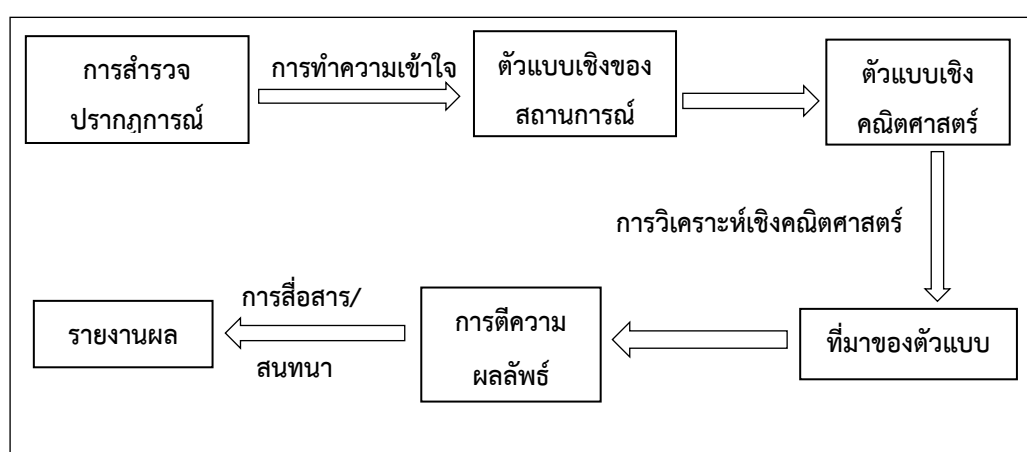 การสำรวจ
ปรากฏการณ์
การทำความเข้าใจ
ตัวแบบเชิงของ
สถานการณ์
ตัวแบบเชิง
คณิตศาสตร์
การวิเคราะห์เชิงคณิตศาสตร์
ที่มาของตัวแบบ
การตีความ
ผลลัพธ์
การสื่อสาร/
สนทนา
รายงานผล